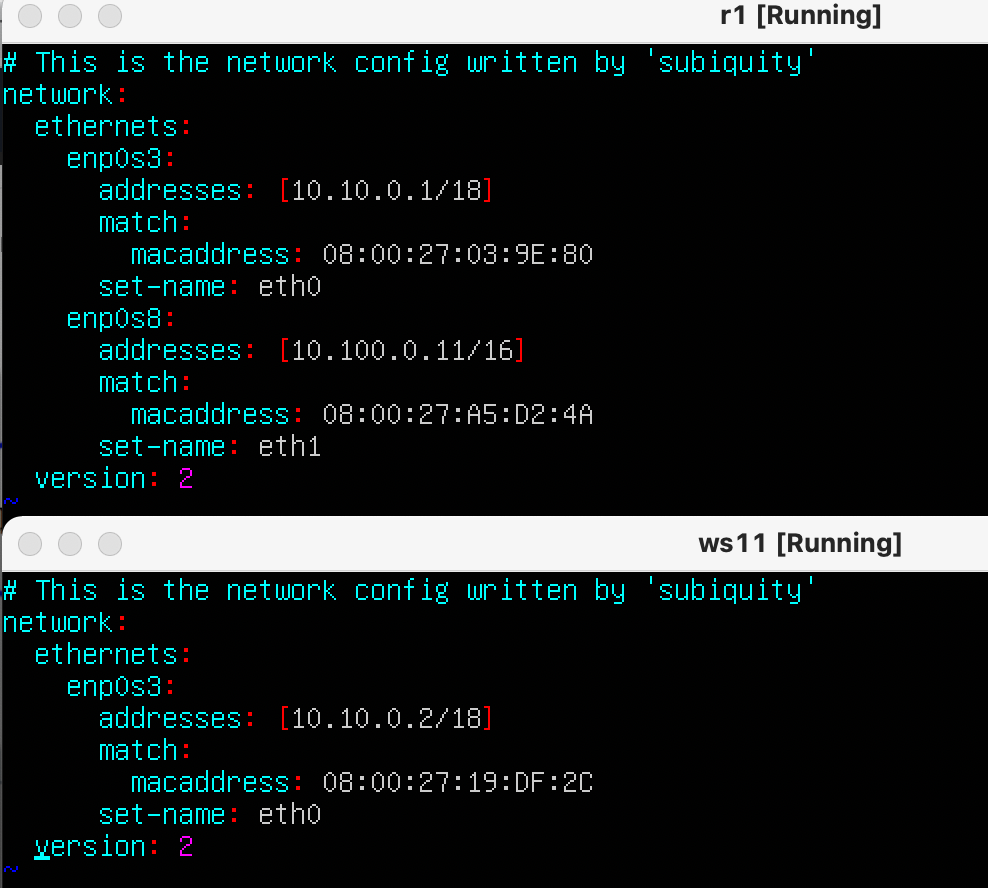 r1 [Running]
# This is the network config written by 'subiquity'
network:
  ethernets:
    enp0s3:
      addresses: [10.10.0.1/18]
      match:
        macaddress: 08:00:27:03:9E:80
      set-name: eth0
    enp0s8:
      addresses: [10.100.0.11/16]
      match:
        macaddress: 08:00:27:A5:D2:4A
      set-name: eth1
  version: 2
~
ws11 [Running]
# This is the network config written by 'subiquity'
network:
  ethernets:
    enp0s3:
      addresses: [10.10.0.2/18]
      match:
        macaddress: 08:00:27:19:DF:2C
      set-name: eth0
  version: 2
~